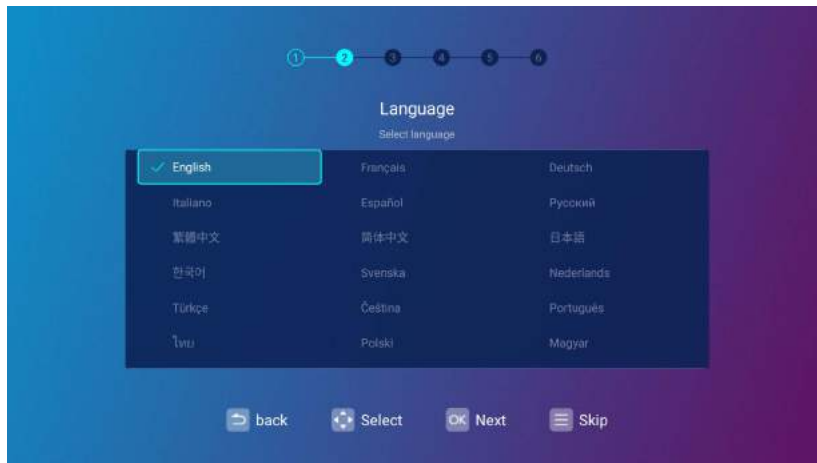 1 2 3 4 5 6
Language
Select language
English Français Deutsch
Italiano Español Русский
繁體中文 简体中文 日本語
한국어 Svenska Nederlands
Türkçe Čeština Português
ไทย Polski Magyar
back Select OK Next Skip